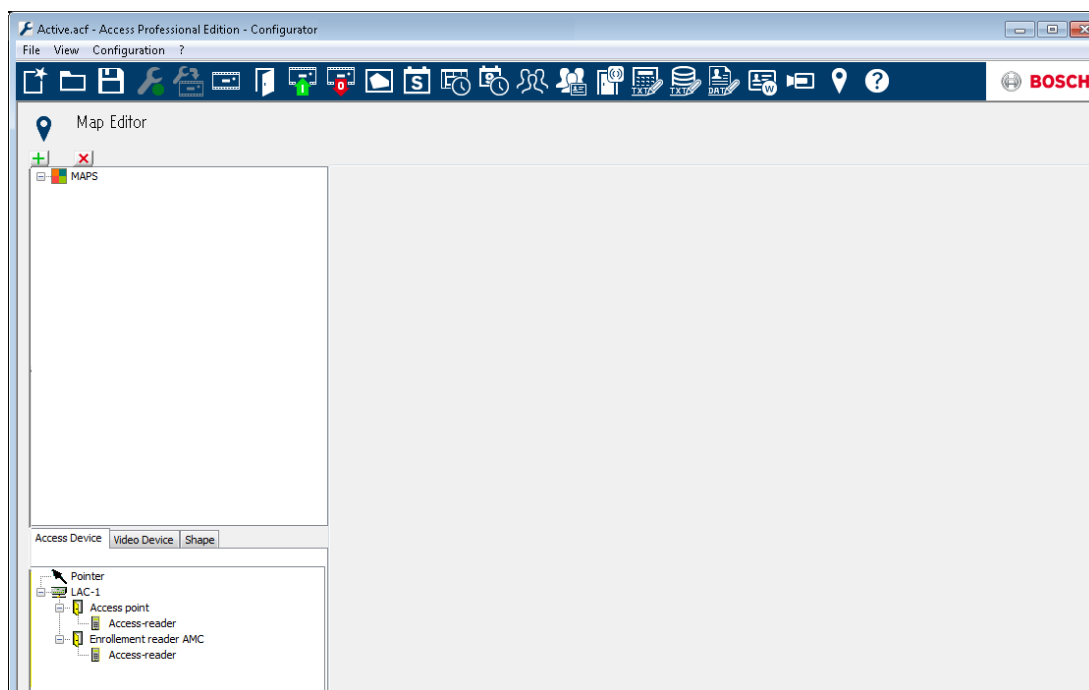 Active.acf - Access Professional Edition - Configurator
File View Configuration ?
BOSCH
Map Editor
MAPS
Access Device Video Device Shape
Pointer
LAC-1
Access point
Access-reader
Enrollement reader AMC
Access-reader